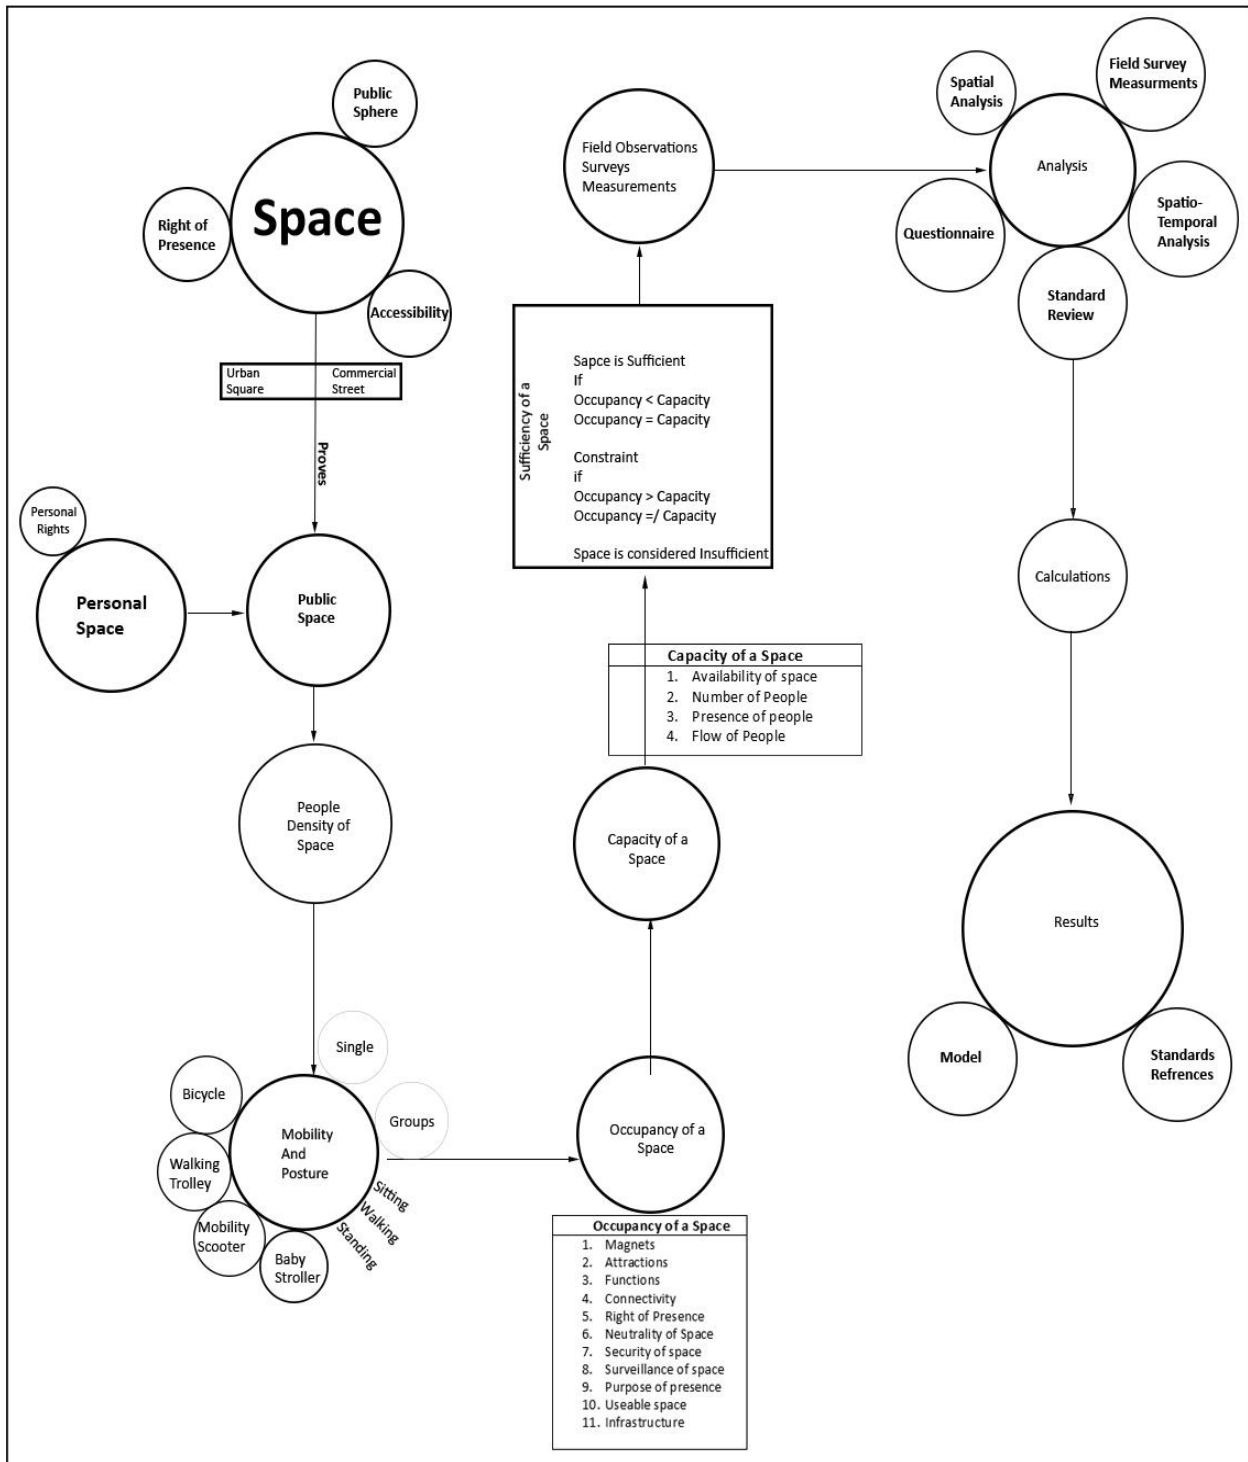 Public
Sphere
Space
Right of
Presence
Accessibility
Urban
Square
Commercial
Street
Proves
Personal
Rights
Personal
Space
Public
Space
People
Density of
Space
Single
Groups
Bicycle
Walking
Trolley
Mobility
Scooter
Baby
Stroller
Mobility
And
Posture
Sitting
Walking
Standing
Occupancy of a
Space
Occupancy of a Space
1. Magnets
2. Attractions
3. Functions
4. Connectivity
5. Right of Presence
6. Neutrality of Space
7. Security of space
8. Surveillance of space
9. Purpose of presence
10. Useable space
11. Infrastructure
Capacity of a
Space
Capacity of a Space
1. Availability of space
2. Number of People
3. Presence of people
4. Flow of People
Sufficiency of a
Space
Sapce is Sufficient
If
Occupancy < Capacity
Occupancy = Capacity
Constraint
if
Occupancy > Capacity
Occupancy =/ Capacity
Space is considered Insufficient
Field Observations
Surveys
Measurements
Spatial
Analysis
Field Survey
Measurments
Analysis
Questionnaire
Spatio-
Temporal
Analysis
Standard
Review
Calculations
Results
Model
Standards
Refrences